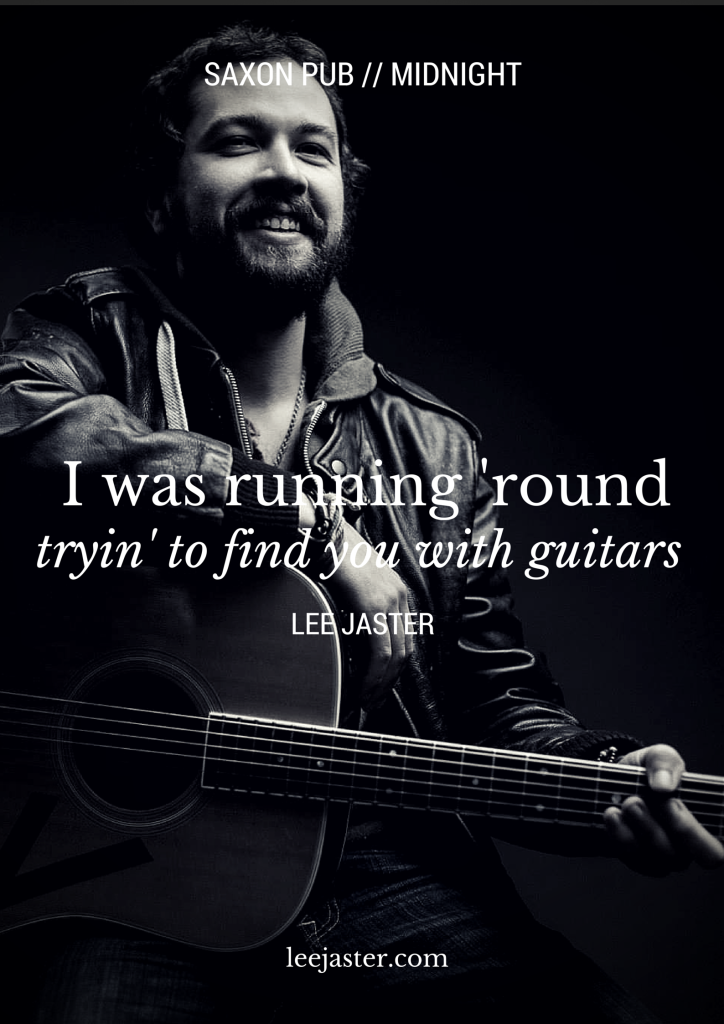 SAXON PUB // MIDNIGHT
I was running 'round
tryin' to find you with guitars
LEE JASTER
leejaster.com